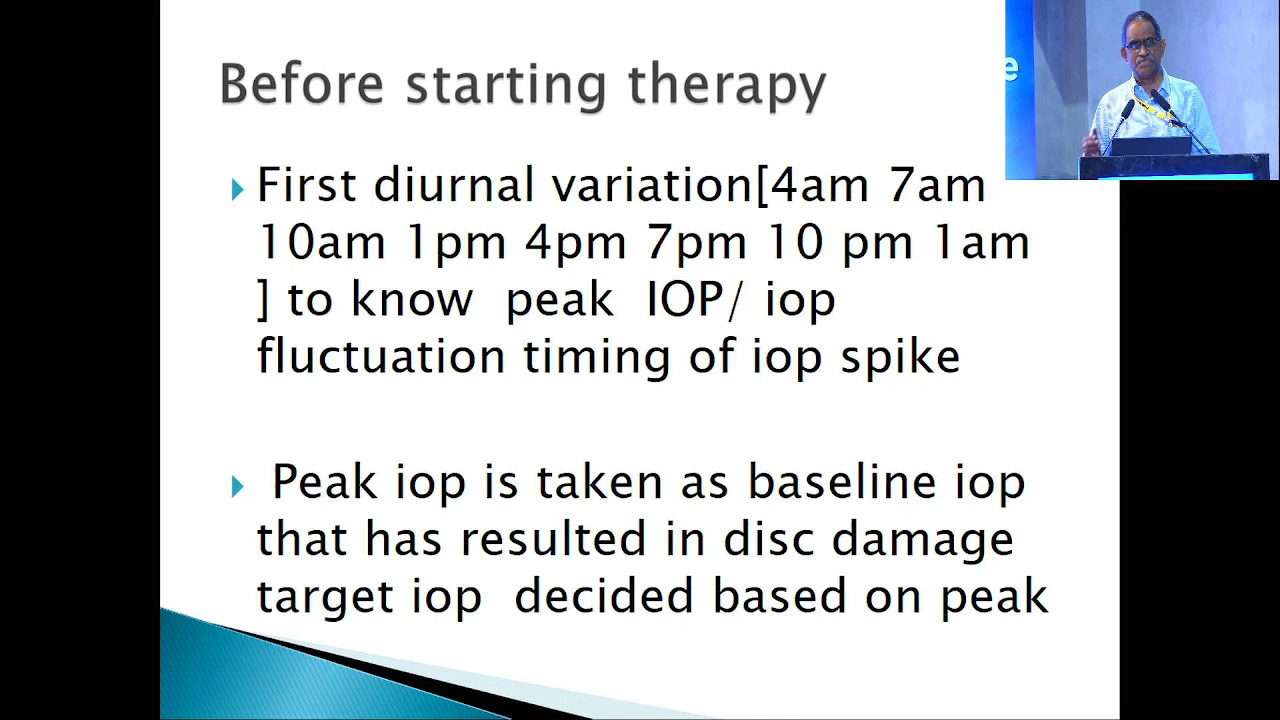 Before starting therapy
First diurnal variation[4am 7am
10am 1pm 4pm 7pm 10 pm 1am
] to know peak IOP/ iop
fluctuation timing of iop spike
Peak iop is taken as baseline iop
that has resulted in disc damage
target iop decided based on peak
e